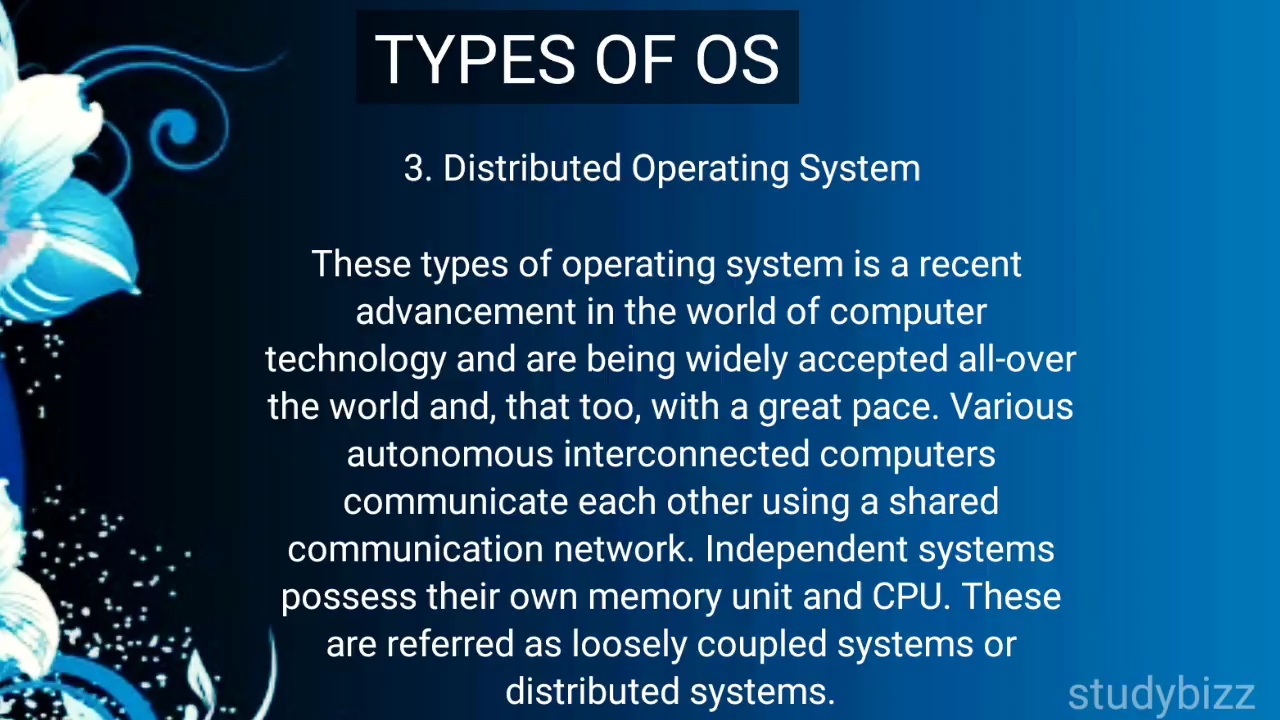 TYPES OF OS
3. Distributed Operating System
These types of operating system is a recent
advancement in the world of computer
technology and are being widely accepted all-over
the world and, that too, with a great pace. Various
autonomous interconnected computers
communicate each other using a shared
communication network. Independent systems
possess their own memory unit and CPU. These
are referred as loosely coupled systems or
distributed systems.
studybizz